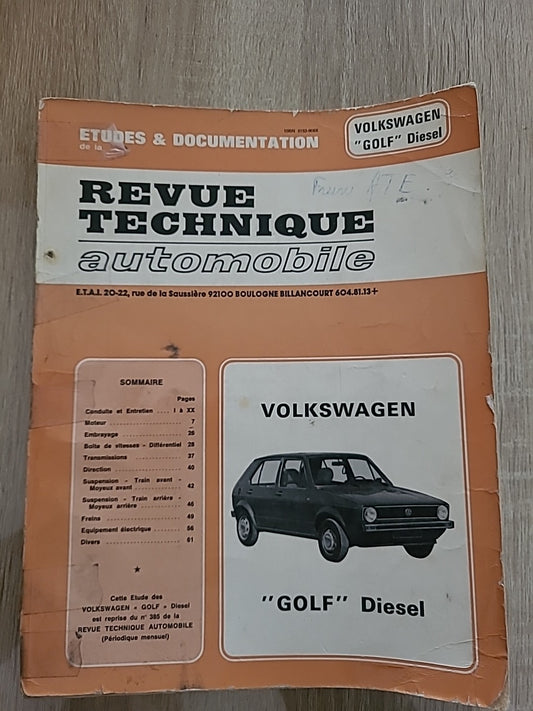 ETUDES & DOCUMENTATION
de la
VOLKSWAGEN
"GOLF" Diesel
REVUE
TECHNIQUE
automobile
E.T.A.I. 20-22, rue de la Saussière 92100 BOULOGNE BILLANCOURT 604.81.13+
SOMMAIRE
Pages
Conduite et Entretien .... I à XX
Moteur .................... 7
Embrayage ................. 26
Boite de vitesses - Différentiel 28
Transmissions ............. 37
Direction ................. 40
Suspension - Train avant -
Moyeux avant .............. 42
Suspension - Train arrière -
Moyeux arrière ............ 46
Freins .................... 49
Equipement électrique ..... 56
Divers .................... 61
Cette Etude des
VOLKSWAGEN « GOLF » Diesel
est reprise du n° 385 de la
REVUE TECHNIQUE AUTOMOBILE
(Périodique mensuel)
VOLKSWAGEN
"GOLF" Diesel